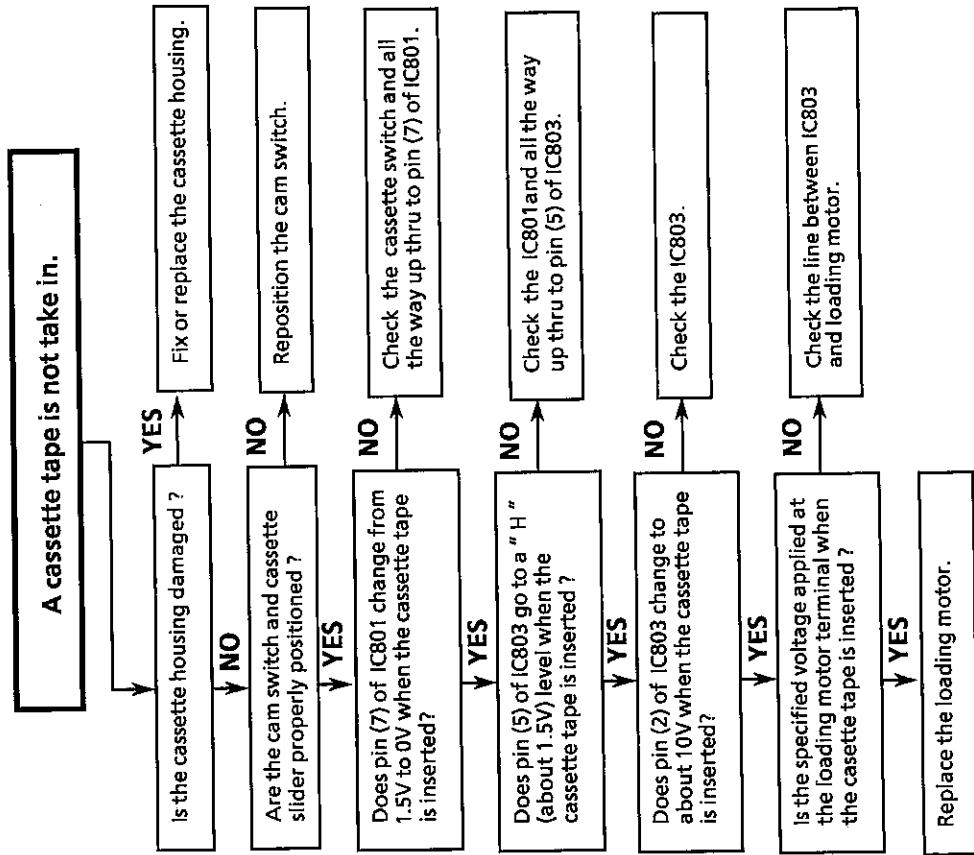 A cassette tape is not take in.
Is the cassette housing damaged ?
YES
Fix or replace the cassette housing.
NO
Are the cam switch and cassette
slider properly positioned ?
NO
Reposition the cam switch.
YES
Does pin (7) of IC801 change from
1.5V to 0V when the cassette tape
is inserted?
NO
Check the cassette switch and all
the way up thru to pin (7) of IC801.
YES
Does pin (5) of IC803 go to a " H "
(about 1.5V) level when the
cassette tape is inserted ?
NO
Check the IC801 and all the way
up thru to pin (5) of IC803.
YES
Does pin (2) of IC803 change to
about 10V when the cassette tape
is inserted?
NO
Check the IC803.
YES
Is the specified voltage applied at
the loading motor terminal when
the casette tape is inserted ?
NO
Check the line between IC803
and loading motor.
YES
Replace the loading motor.